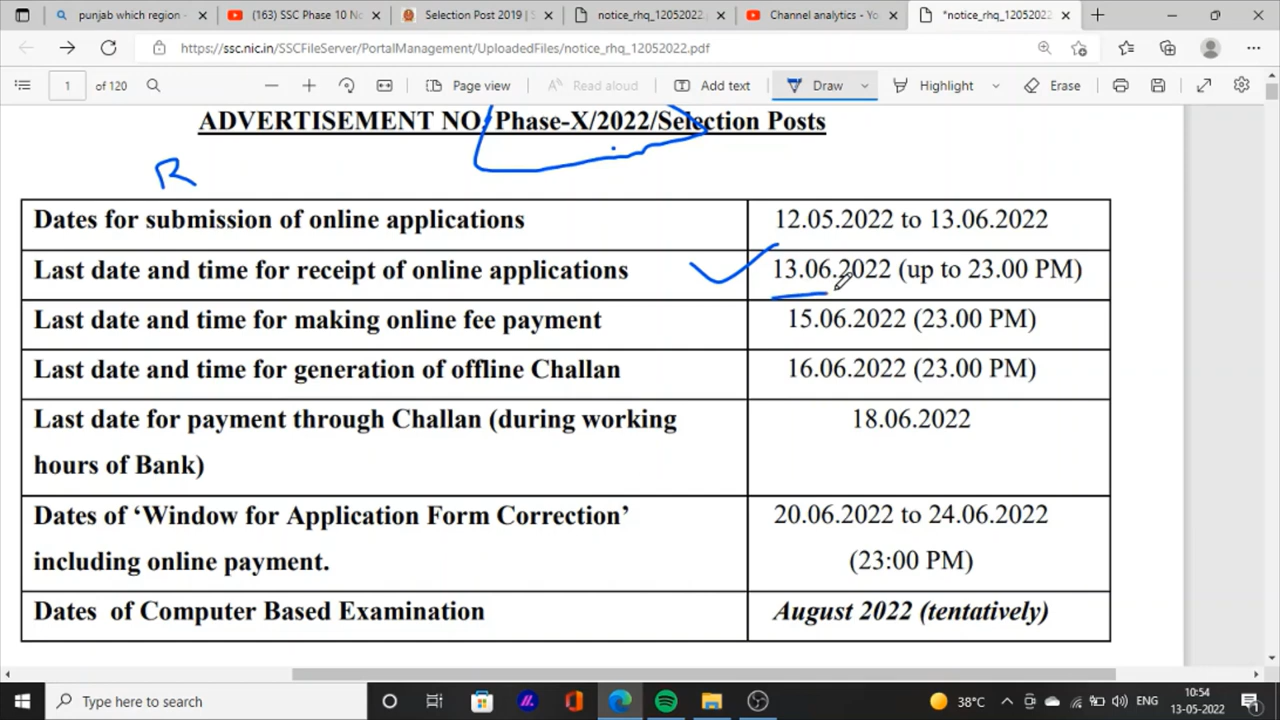 punjab which region -
(163) SSC Phase 10 No
Selection Post 2019 | S
notice_rhq_12052022.p
Channel analytics - Yo
*notice_rhq_12052022
https://ssc.nic.in/SSCFileServer/PortalManagement/UploadedFiles/notice_rhq_12052022.pdf
1 of 120
Page view
Read aloud
Add text
Draw
Highlight
Erase
ADVERTISEMENT NO. Phase-X/2022/Selection Posts
R
Dates for submission of online applications 12.05.2022 to 13.06.2022
Last date and time for receipt of online applications 13.06.2022 (up to 23.00 PM)
Last date and time for making online fee payment 15.06.2022 (23.00 PM)
Last date and time for generation of offline Challan 16.06.2022 (23.00 PM)
Last date for payment through Challan (during working 18.06.2022
hours of Bank)
Dates of ‘Window for Application Form Correction’ 20.06.2022 to 24.06.2022
including online payment. (23:00 PM)
Dates of Computer Based Examination August 2022 (tentatively)
Type here to search
38°C
ENG
10:54
13-05-2022
1